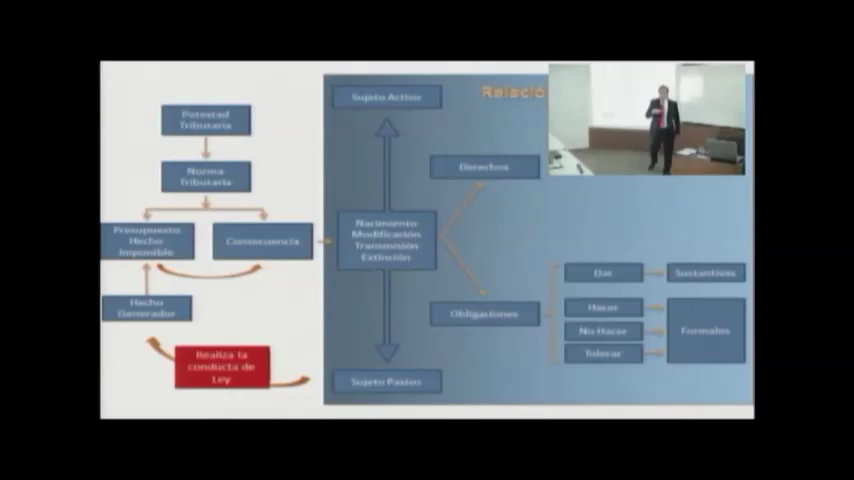 Relació
Potestad
Tributaria
Norma
Tributaria
Presupuesto
Hecho
Imponible
Consecuencia
Hecho
Generador
Realiza la
conducta de
Ley
Sujeto Activo
Nacimiento
Modificación
Transmisión
Extinción
Sujeto Pasivo
Derechos
Obligaciones
Dar
Sustantivas
Hacer
No Hacer
Tolerar
Formales